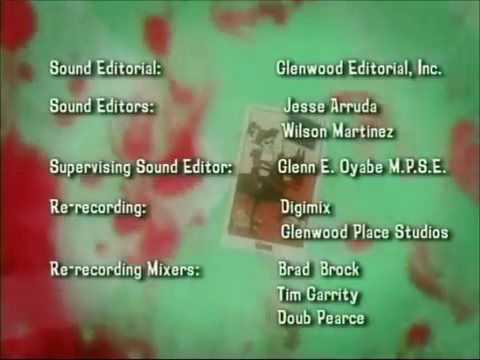 Sound Editorial: Glenwood Editorial, Inc.
Sound Editors: Jesse Arruda
Wilson Martinez
Supervising Sound Editor: Glenn E. Oyabe M.P.S.E.
Re-recording: Digimix
Glenwood Place Studios
Re-recording Mixers: Brad Brock
Tim Garrity
Doub Pearce